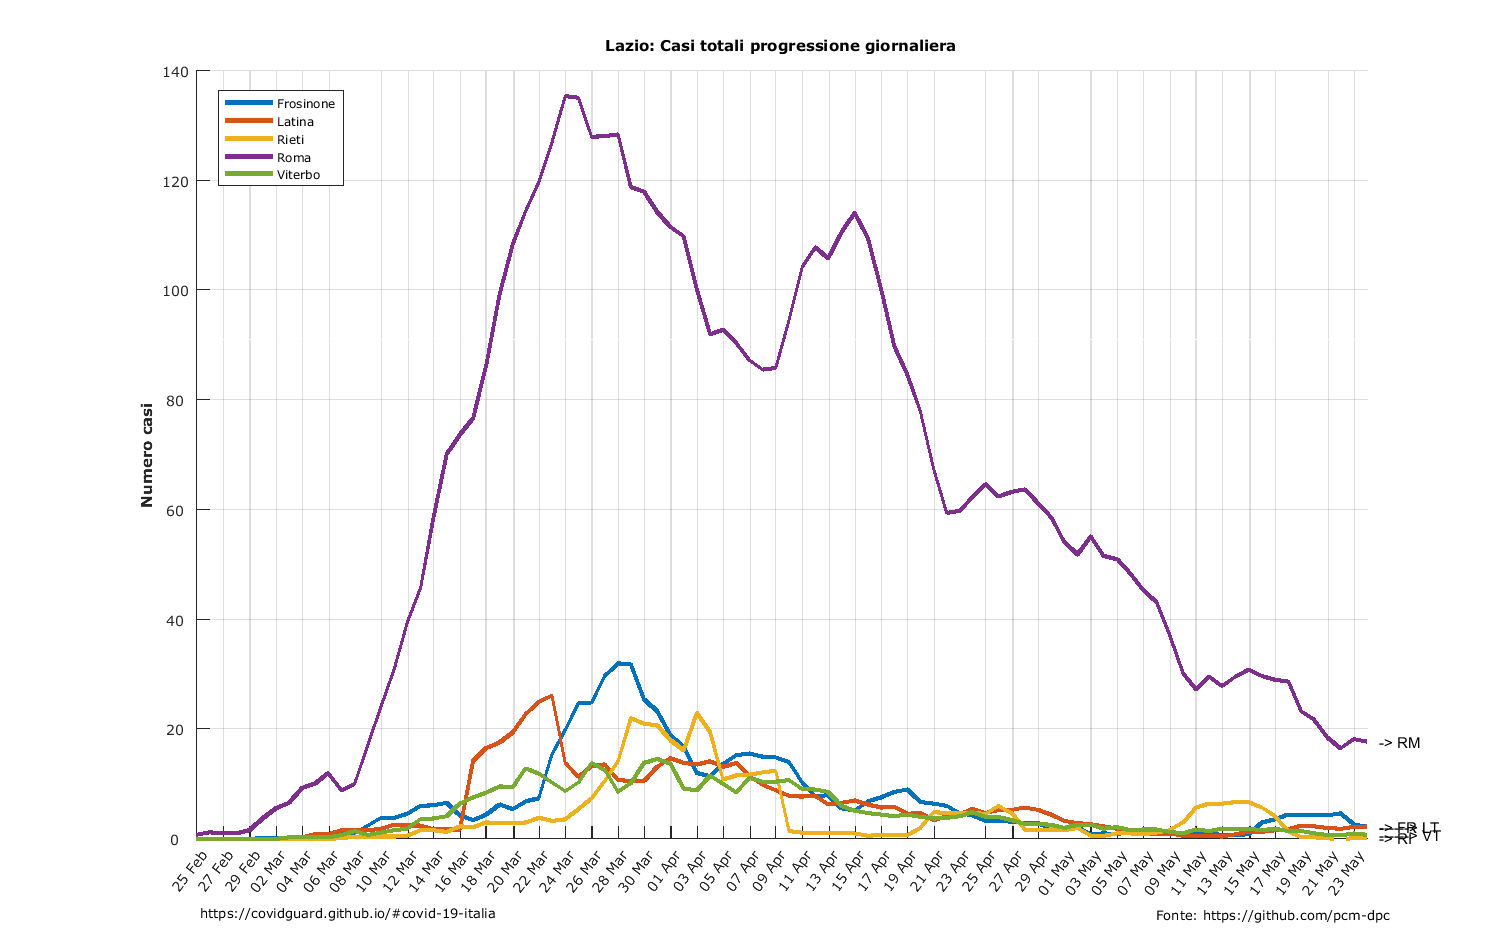 Lazio: Casi totali progressione giornaliera
140
120
100
80
60
40
20
0
Numero casi
Frosinone
Latina
Rieti
Roma
Viterbo
25 Feb
27 Feb
29 Feb
02 Mar
04 Mar
06 Mar
08 Mar
10 Mar
12 Mar
14 Mar
16 Mar
18 Mar
20 Mar
22 Mar
24 Mar
26 Mar
28 Mar
30 Mar
01 Apr
03 Apr
05 Apr
07 Apr
09 Apr
11 Apr
13 Apr
15 Apr
17 Apr
19 Apr
21 Apr
23 Apr
25 Apr
27 Apr
29 Apr
01 May
03 May
05 May
07 May
09 May
11 May
13 May
15 May
17 May
19 May
21 May
23 May
-> RM
https://covidguard.github.io/#covid-19-italia
Fonte: https://github.com/pcm-dpc